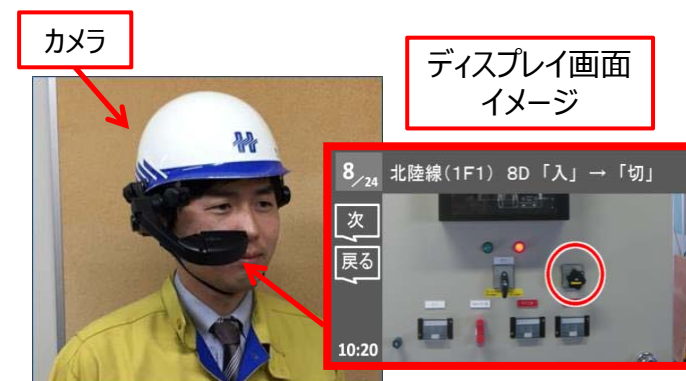 カメラ
ディスプレイ画面
イメージ
8/24 北陸線(1F1) 8D 「入」 → 「切」
次
戻る
10:20